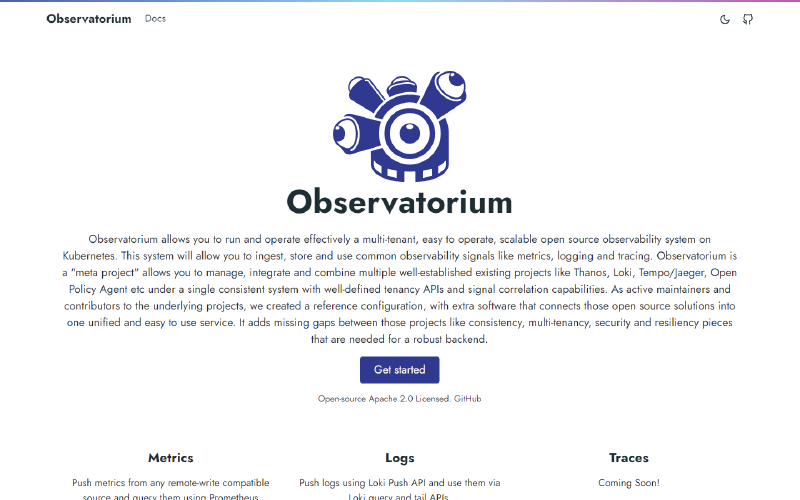 Observatorium Docs
Observatorium
Observatorium allows you to run and operate effectively a multi-tenant, easy to operate, scalable open source observability system on
Kubernetes. This system will allow you to ingest, store and use common observability signals like metrics, logging and tracing. Observatorium is
a "meta project" allows you to manage, integrate and combine multiple well-established existing projects like Thanos, Loki, Tempo/Jaeger, Open
Policy Agent etc under a single consistent system with well-defined tenancy APIs and signal correlation capabilities. As active maintainers and
contributors to the underlying projects, we created a reference configuration, with extra software that connects those open source solutions into
one unified and easy to use service. It adds missing gaps between those projects like consistency, multi-tenancy, security and resiliency pieces
that are needed for a robust backend.
Get started
Open-source Apache 2.0 Licensed. GitHub
Metrics
Push metrics from any remote-write compatible
source and query them using Prometheus
Logs
Push logs using Loki Push API and use them via
Loki query and tail APIs
Traces
Coming Soon!